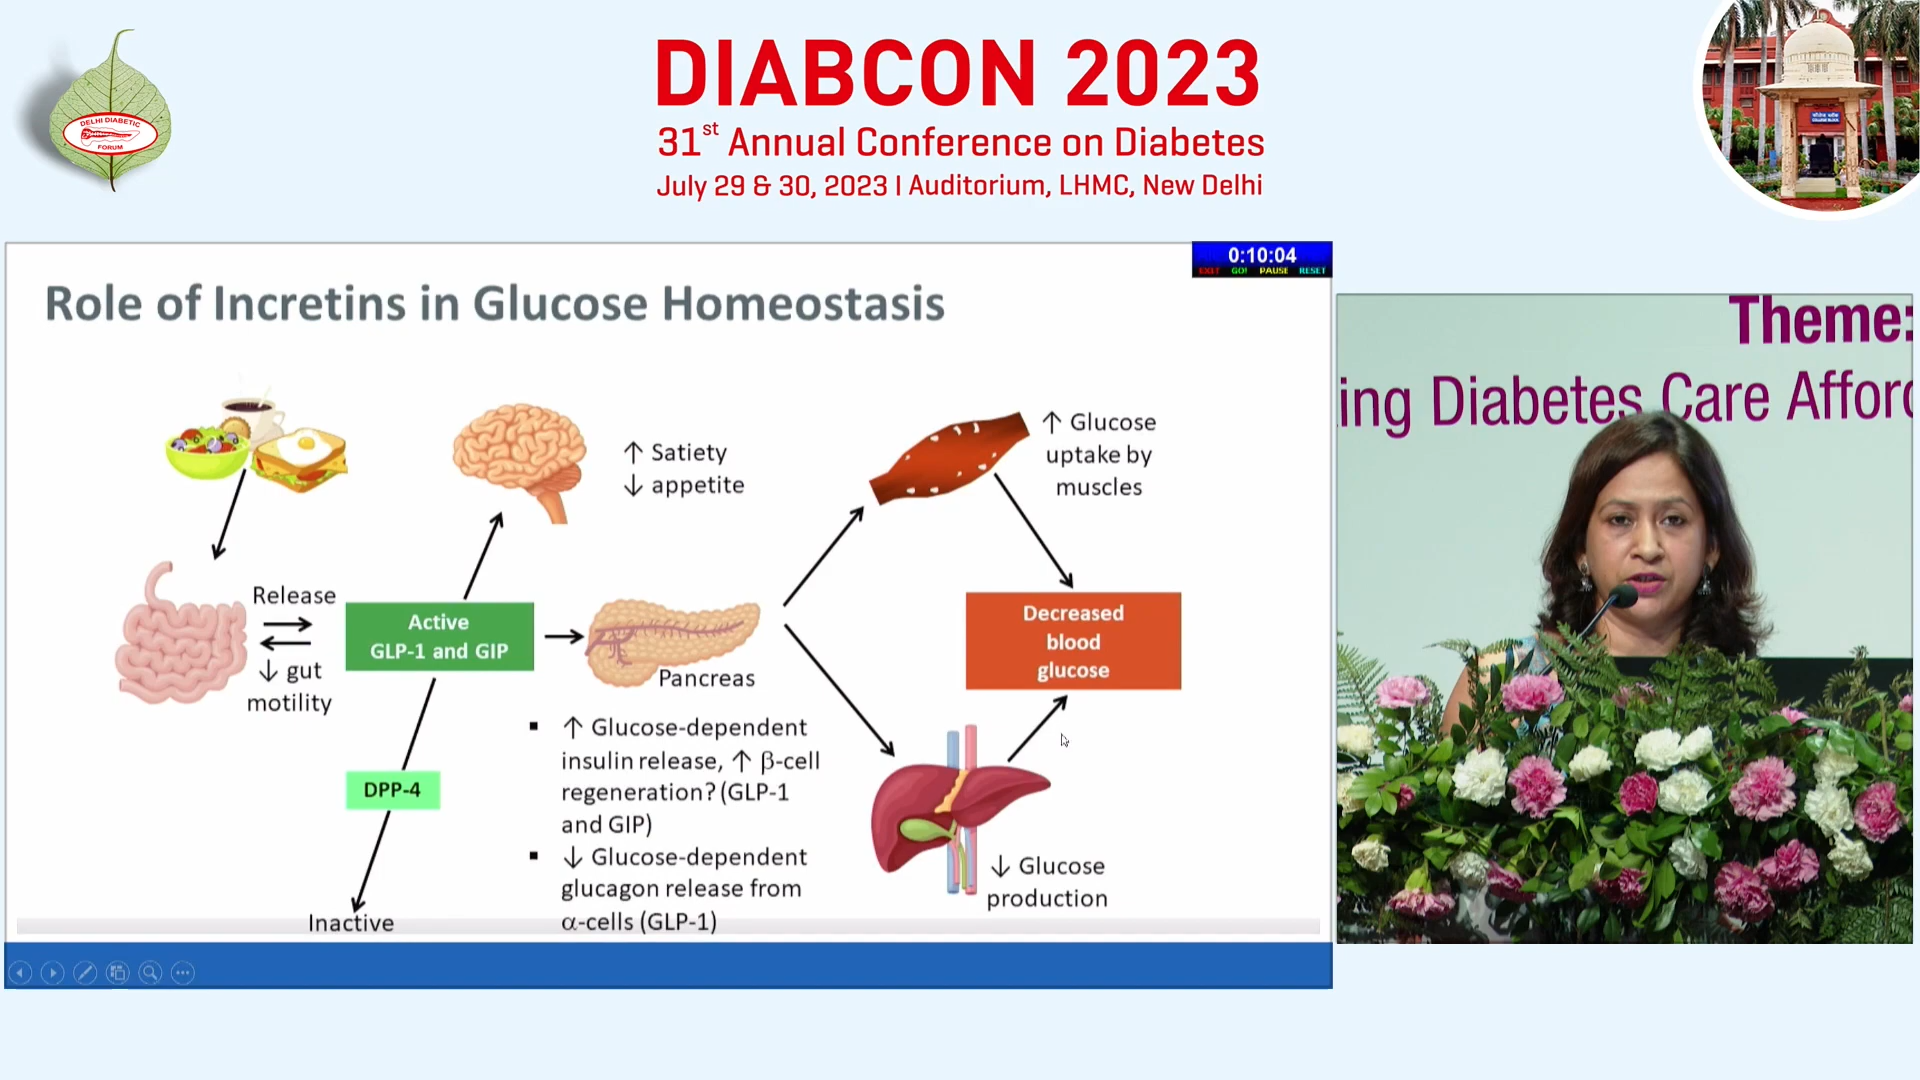 DELHI DIABETIC
FORUM
DIABCON 2023
31st Annual Conference on Diabetes
July 29 & 30, 2023 I Auditorium, LHMC, New Delhi
0:10:04
EXIT GO! PAUSE RESET
Role of Incretins in Glucose Homeostasis
↑ Satiety
↓ appetite
↑ Glucose
uptake by
muscles
Release
↓ gut
motility
Active
GLP-1 and GIP
Pancreas
Decreased
blood
glucose
▪ ↑ Glucose-dependent
insulin release, ↑ β-cell
regeneration? (GLP-1
and GIP)
▪ ↓ Glucose-dependent
glucagon release from
α-cells (GLP-1)
DPP-4
Inactive
↓ Glucose
production
Theme:
ing Diabetes Care Afford